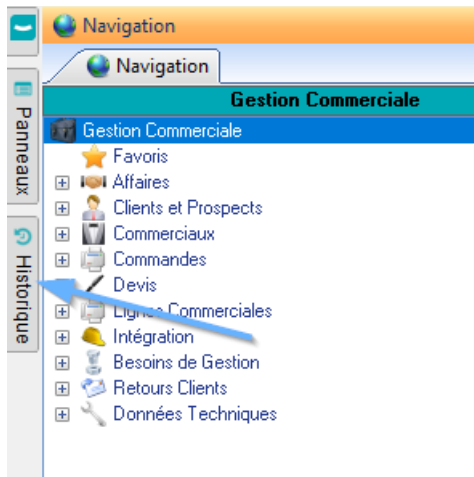 Navigation
Navigation
Panneaux
Historique
Gestion Commerciale
Gestion Commerciale
Favoris
Affaires
Clients et Prospects
Commerciaux
Commandes
Devis
Lignes Commerciales
Intégration
Besoins de Gestion
Retours Clients
Données Techniques